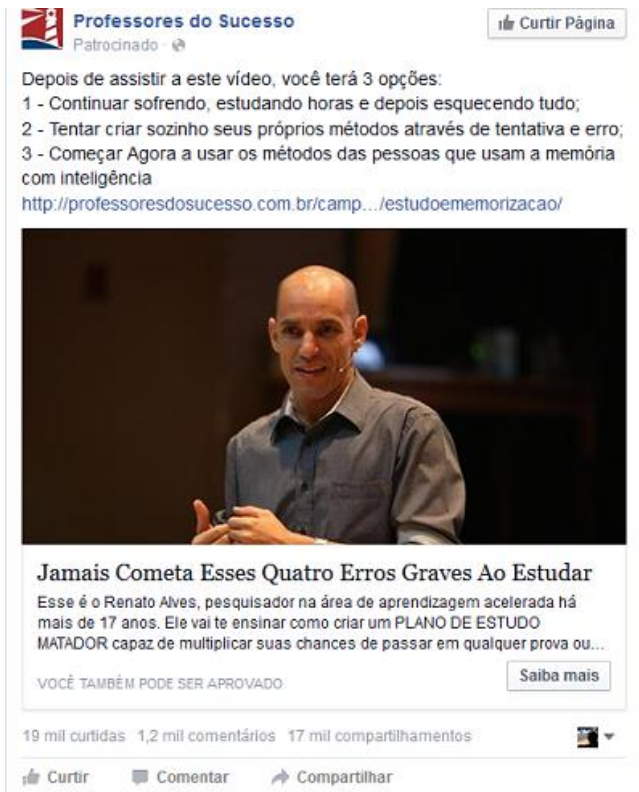 Professores do Sucesso
Curtir Página
Patrocinado ·
Depois de assistir a este vídeo, você terá 3 opções:
1 - Continuar sofrendo, estudando horas e depois esquecendo tudo;
2 - Tentar criar sozinho seus próprios métodos através de tentativa e erro;
3 - Começar Agora a usar os métodos das pessoas que usam a memória
com inteligência
http://professoresdosucesso.com.br/camp.../estudoememorizacao/
Jamais Cometa Esses Quatro Erros Graves Ao Estudar
Esse é o Renato Alves, pesquisador na área de aprendizagem acelerada há
mais de 17 anos. Ele vai te ensinar como criar um PLANO DE ESTUDO
MATADOR capaz de multiplicar suas chances de passar em qualquer prova ou...
VOCÊ TAMBÉM PODE SER APROVADO
Saiba mais
19 mil curtidas 1,2 mil comentários 17 mil compartilhamentos
Curtir Comentar Compartilhar